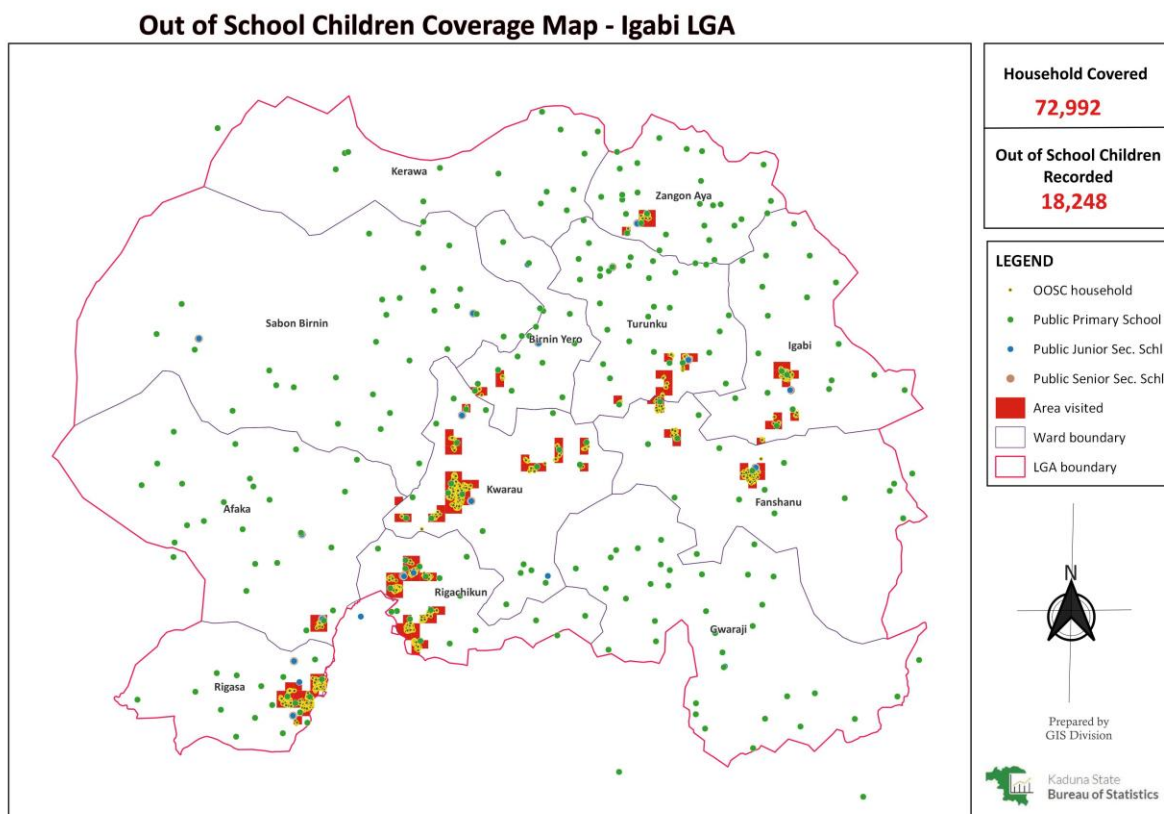 Out of School Children Coverage Map - Igabi LGA
Household Covered
72,992
Out of School Children
Recorded
18,248
Kerawa
Zangon Aya
Sabon Birnin
Birnin Yero
Turunku
Igabi
Afaka
Kwarau
Fanshanu
Rigachikun
Gwaraji
Rigasa
LEGEND
OOSC household
Public Primary School
Public Junior Sec. Schl
Public Senior Sec. Schl
Area visited
Ward boundary
LGA boundary
N
Prepared by
GIS Division
Kaduna State
Bureau of Statistics